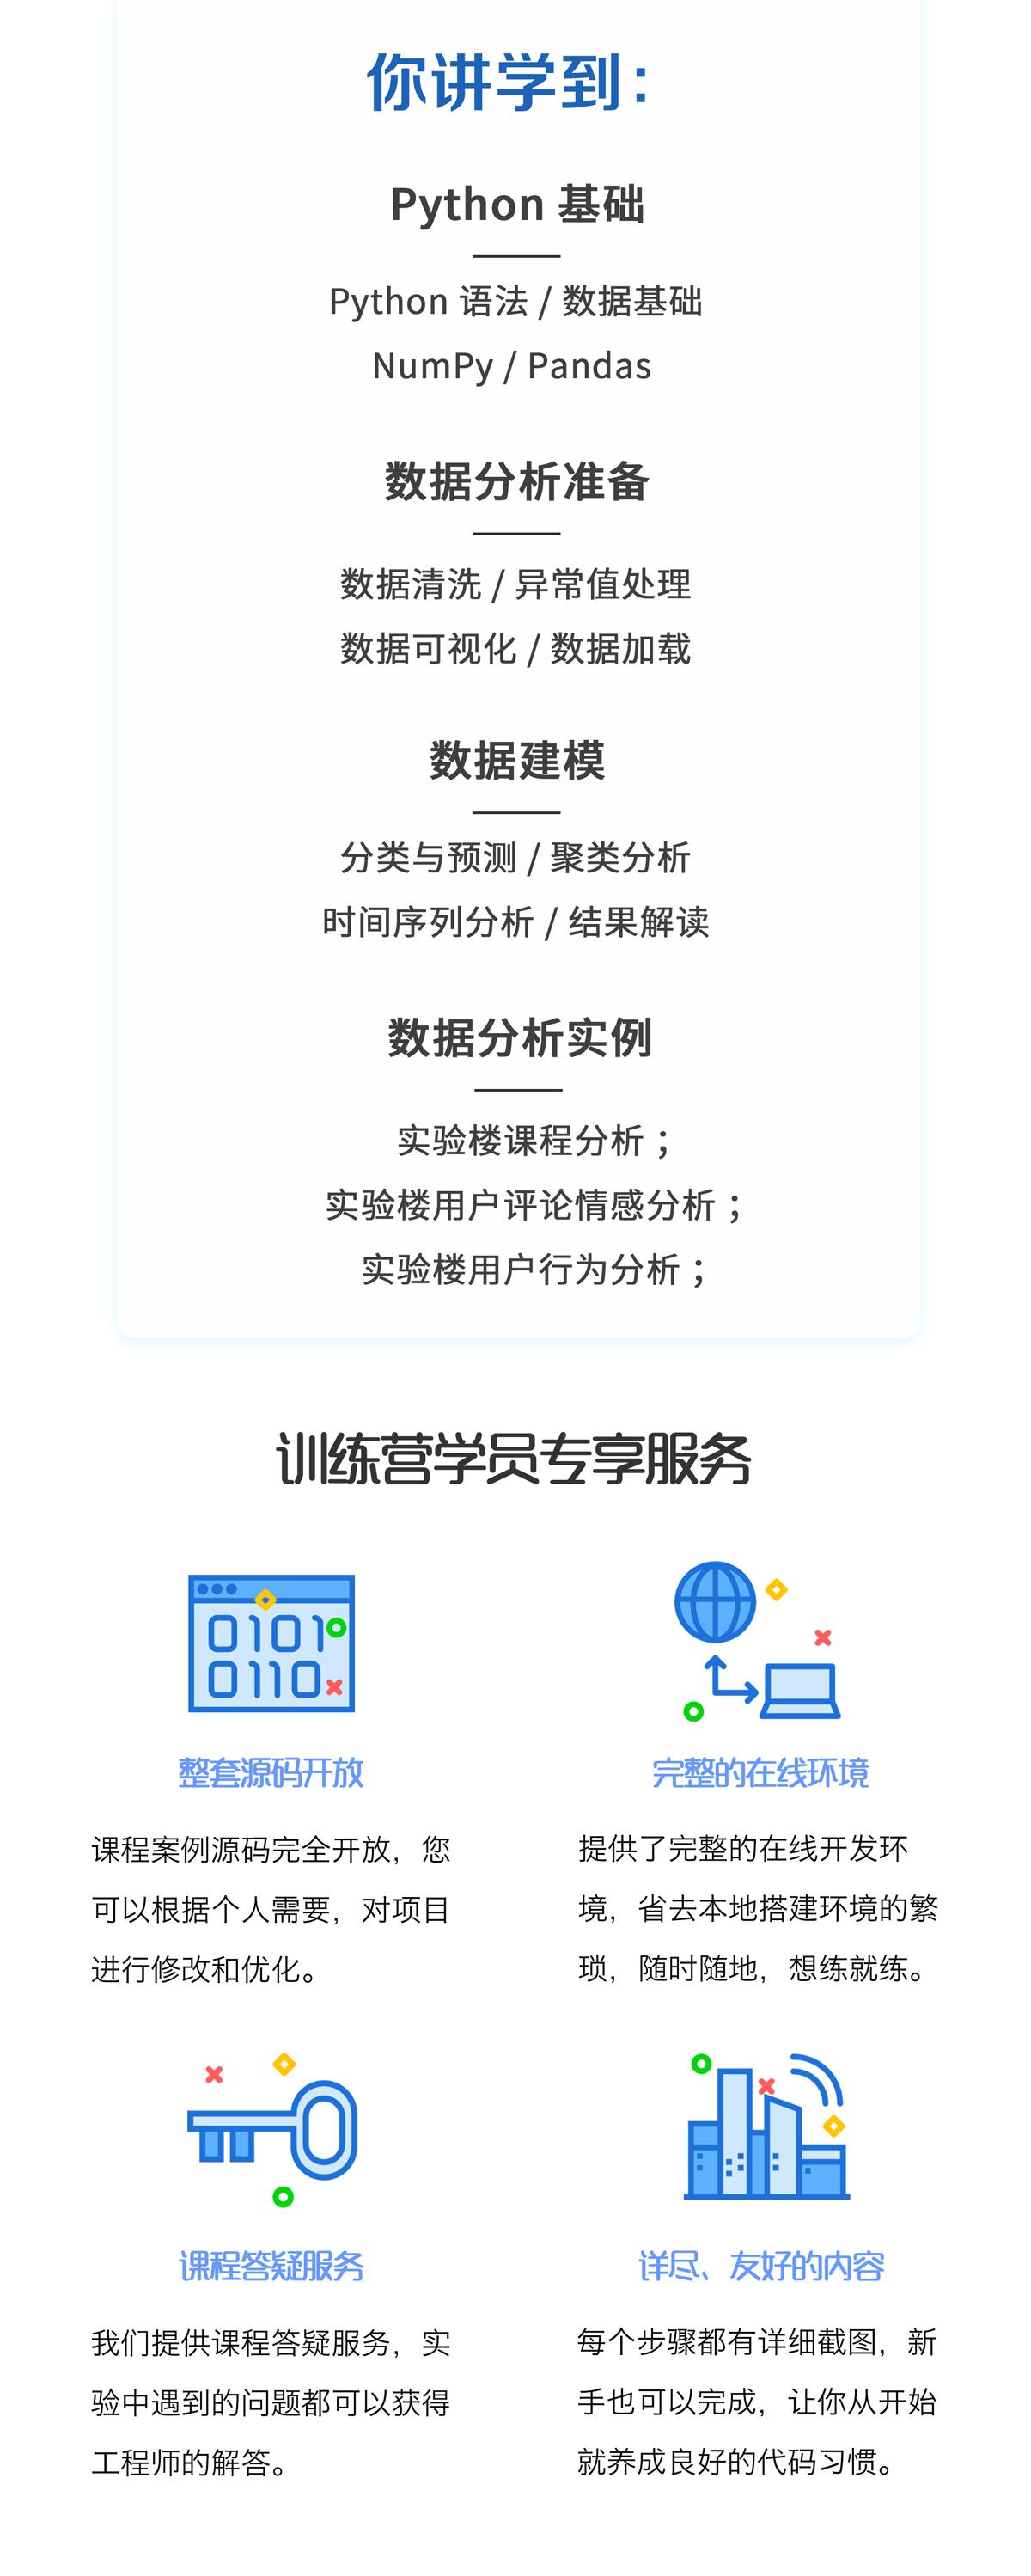 你讲学到：
Python 基础
Python 语法 / 数据基础
NumPy / Pandas
数据分析准备
数据清洗 / 异常值处理
数据可视化 / 数据加载
数据建模
分类与预测 / 聚类分析
时间序列分析 / 结果解读
数据分析实例
实验楼课程分析；
实验楼用户评论情感分析；
实验楼用户行为分析；
训练营学员专享服务
0101
0110
整套源码开放
课程案例源码完全开放，您
可以根据个人需要，对项目
进行修改和优化。
完整的在线环境
提供了完整的在线开发环
境，省去本地搭建环境的繁
琐，随时随地，想练就练。
课程答疑服务
我们提供课程答疑服务，实
验中遇到的问题都可以获得
工程师的解答。
详尽、友好的内容
每个步骤都有详细截图，新
手也可以完成，让你从开始
就养成良好的代码习惯。